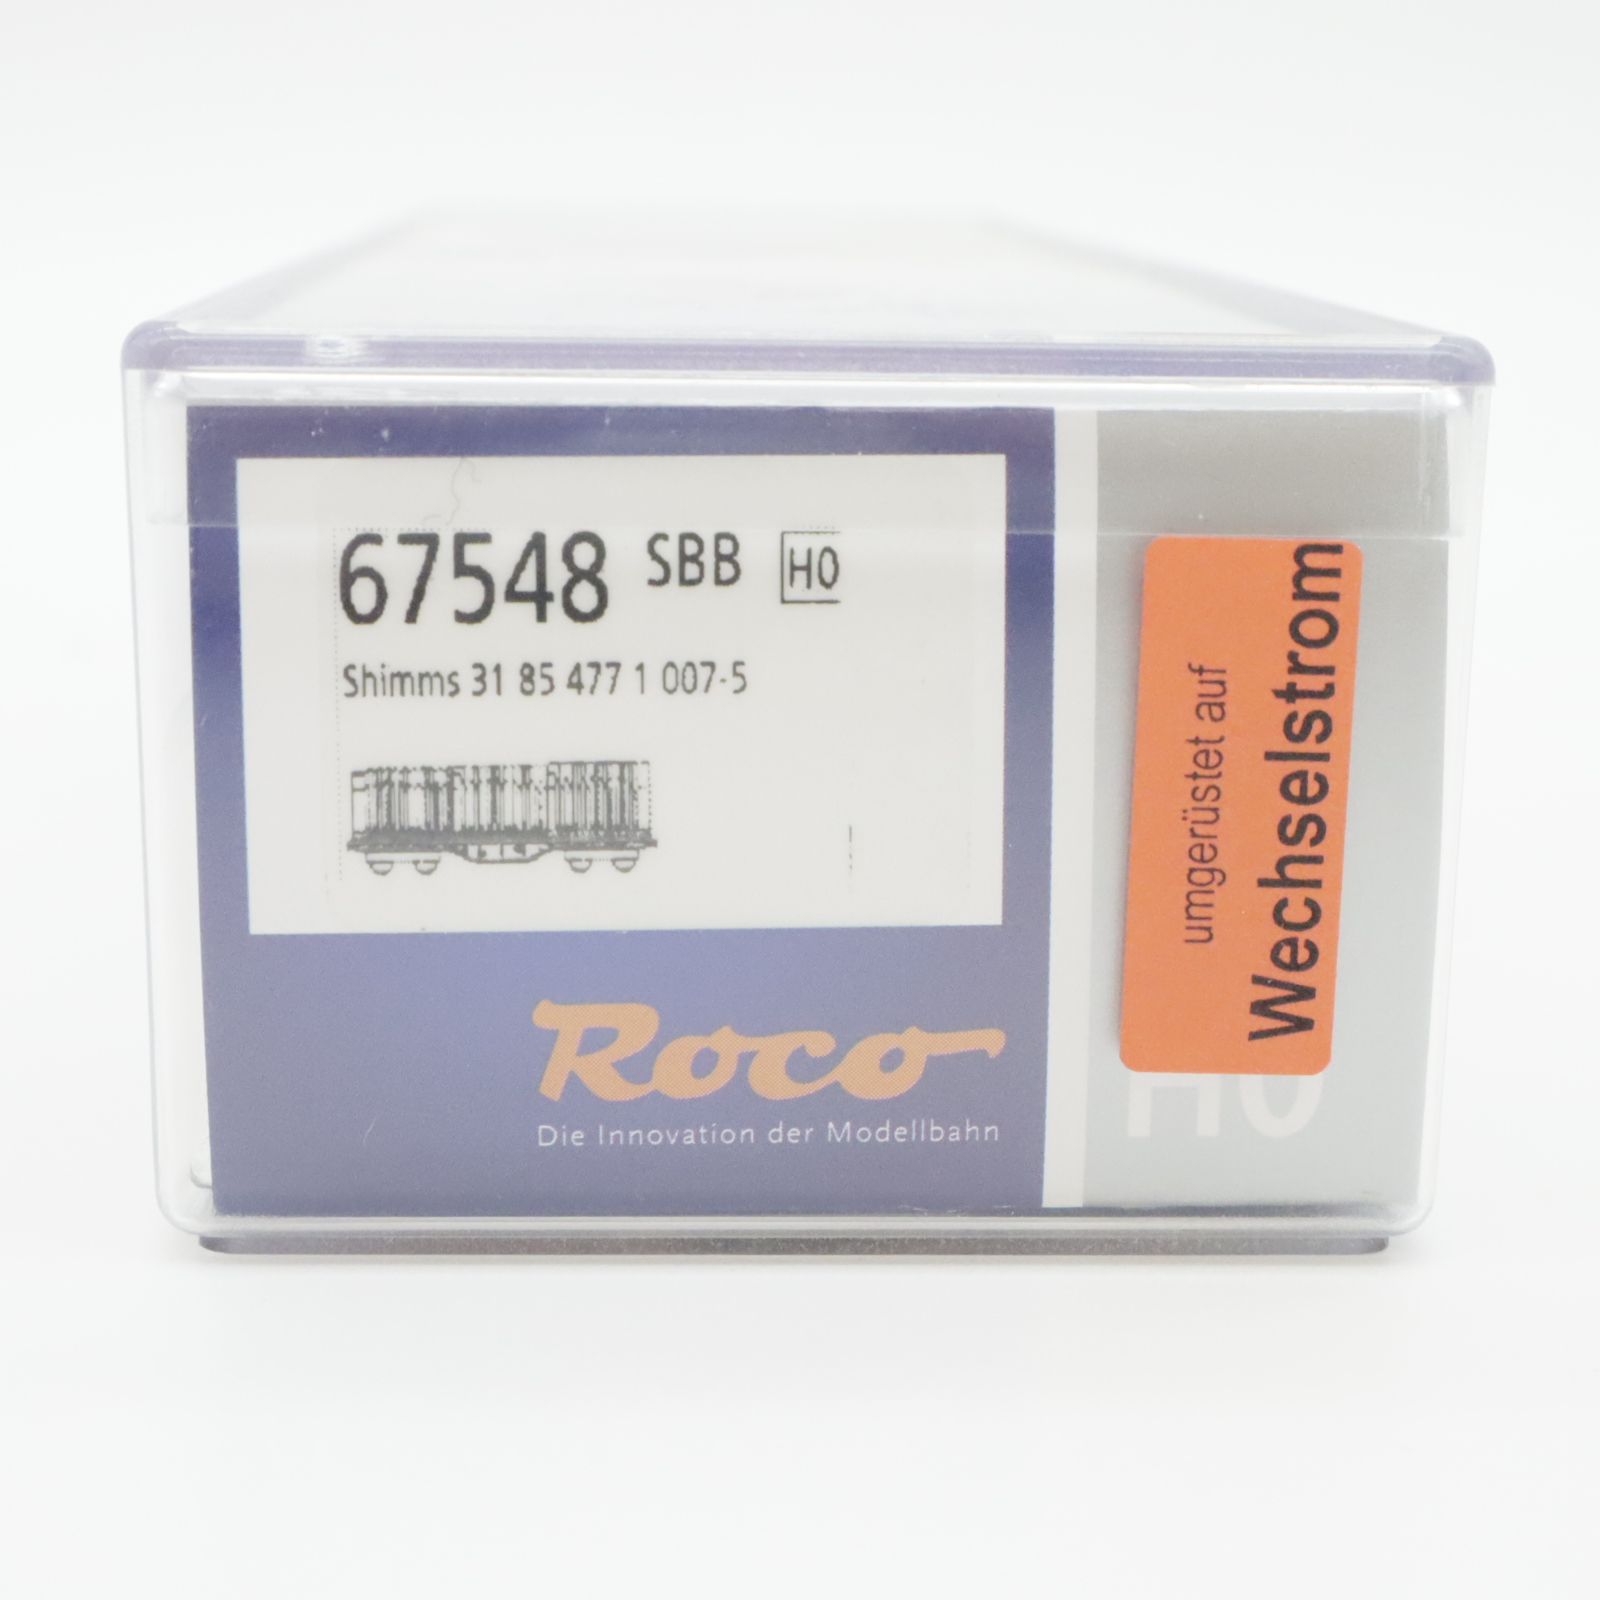 67548 SBB H0
Shimms 31 85 477 1 007-5
Roco
Die Innovation der Modellbahn
umgerüstet auf
Wechselstrom
H0